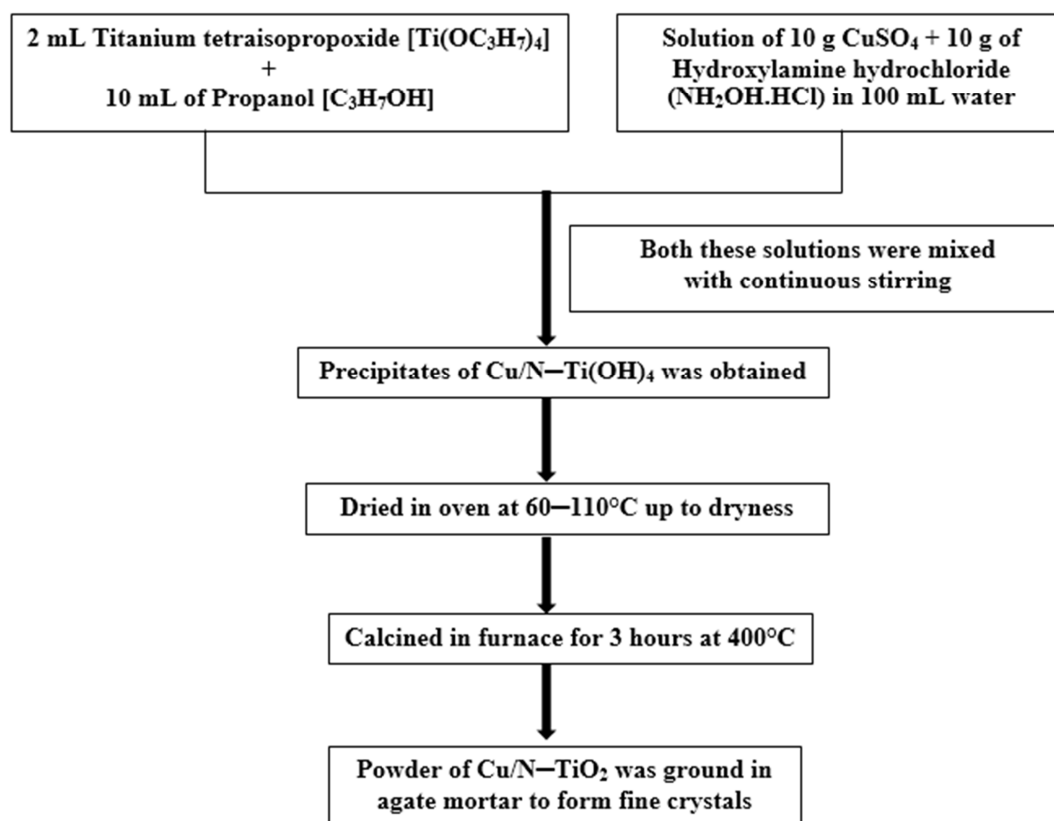 2 mL Titanium tetraisopropoxide [Ti(OC₃H₇)₄]
+
10 mL of Propanol [C₃H₇OH]
Solution of 10 g CuSO₄ + 10 g of
Hydroxylamine hydrochloride
(NH₂OH.HCl) in 100 mL water
Both these solutions were mixed
with continuous stirring
Precipitates of Cu/N–Ti(OH)₄ was obtained
Dried in oven at 60–110°C up to dryness
Calcined in furnace for 3 hours at 400°C
Powder of Cu/N–TiO₂ was ground in
agate mortar to form fine crystals